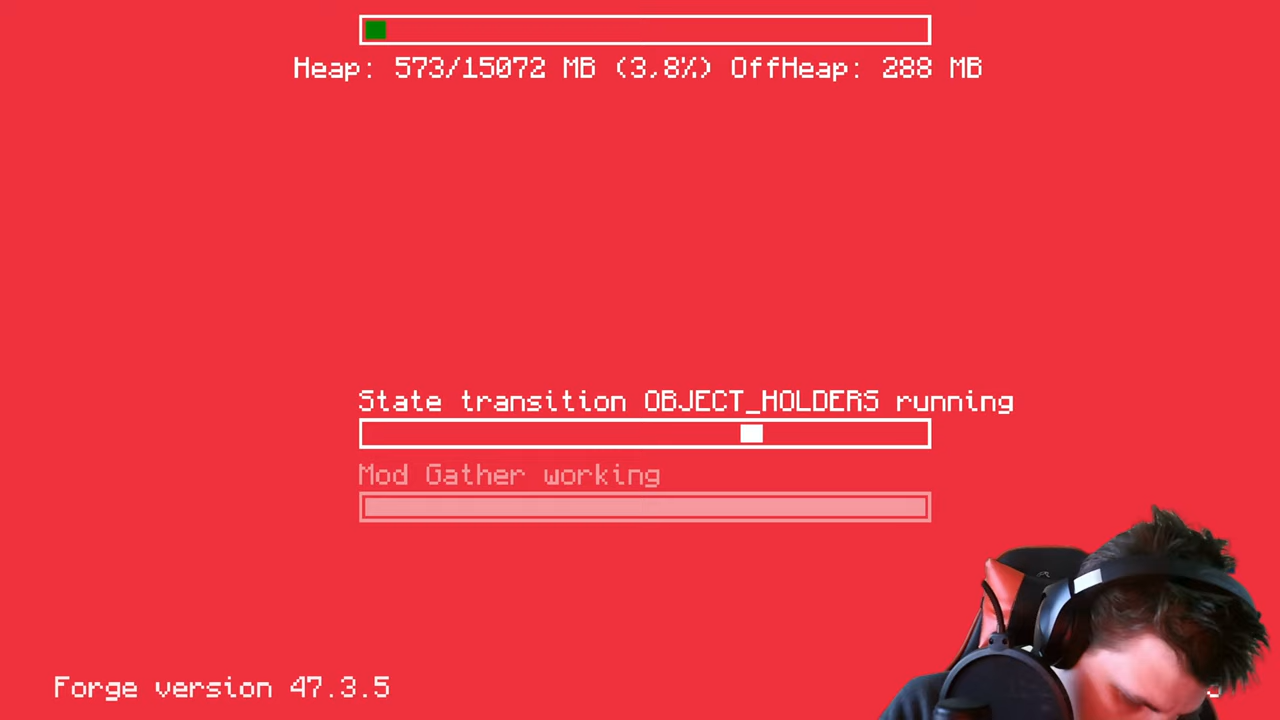 Heap: 573/15072 MB (3,8%) OffHeap: 288 MB
State transition OBJECT_HOLDERS running
Mod Gather working
Forge version 47.3.5